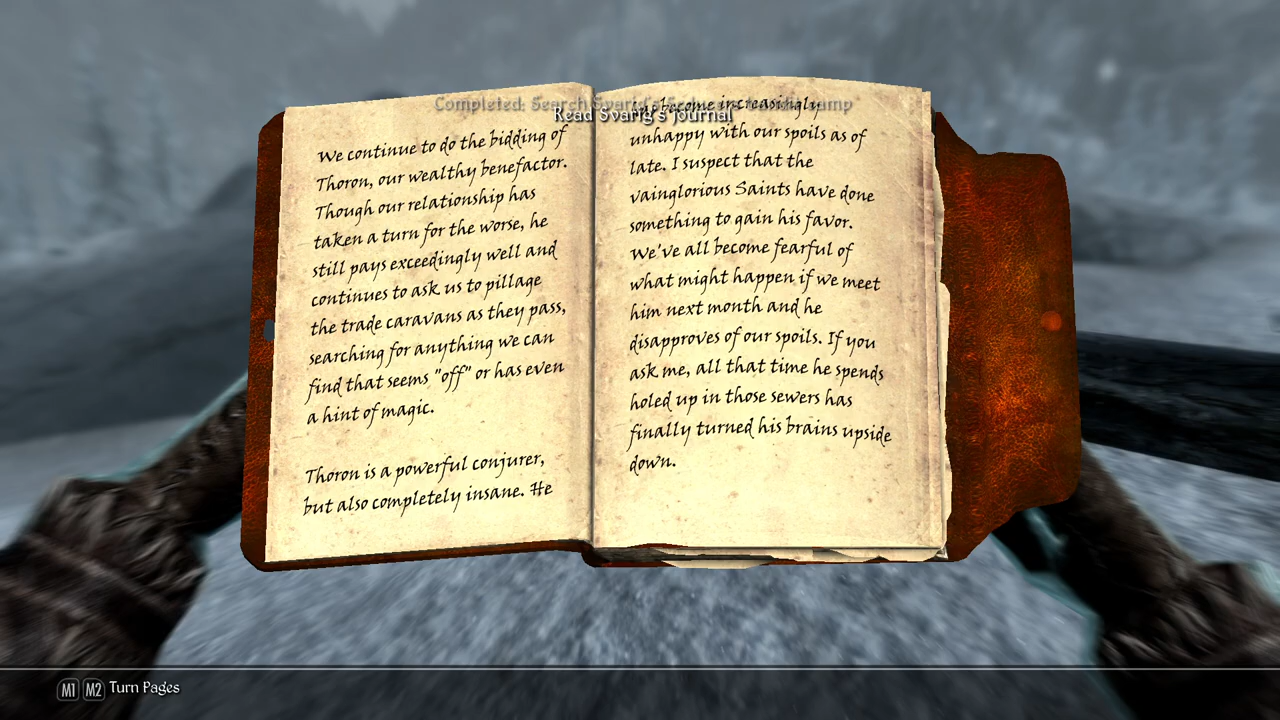 Completed: Search Svarig's camp
Read Svarig's Journal
We continue to do the bidding of
Thoron, our wealthy benefactor.
Though our relationship has
taken a turn for the worse, he
still pays exceedingly well and
continues to ask us to pillage
the trade caravans as they pass,
searching for anything we can
find that seems "off" or has even
a hint of magic.
Thoron is a powerful conjurer,
but also completely insane. He
become increasingly
unhappy with our spoils as of
late. I suspect that the
vainglorious Saints have done
something to gain his favor.
We've all become fearful of
what might happen if we meet
him next month and he
disapproves of our spoils. If you
ask me, all that time he spends
holed up in those sewers has
finally turned his brains upside
down.
M1 M2 Turn Pages